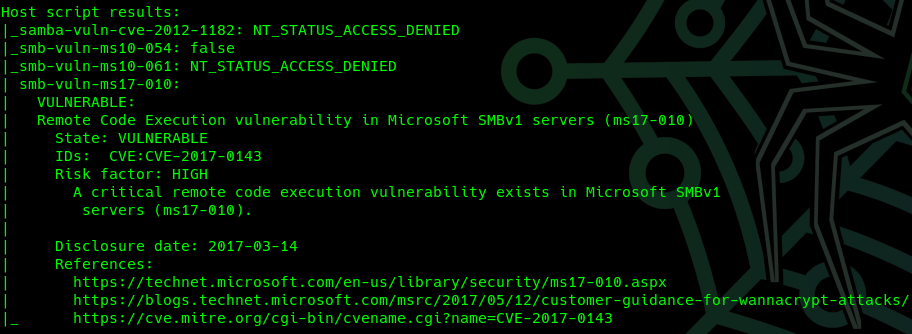 Host script results:
|_samba-vuln-cve-2012-1182: NT_STATUS_ACCESS_DENIED
|_smb-vuln-ms10-054: false
|_smb-vuln-ms10-061: NT_STATUS_ACCESS_DENIED
| smb-vuln-ms17-010:
|   VULNERABLE:
|   Remote Code Execution vulnerability in Microsoft SMBv1 servers (ms17-010)
|     State: VULNERABLE
|     IDs:  CVE:CVE-2017-0143
|     Risk factor: HIGH
|       A critical remote code execution vulnerability exists in Microsoft SMBv1
|        servers (ms17-010).
|
|     Disclosure date: 2017-03-14
|     References:
|       https://technet.microsoft.com/en-us/library/security/ms17-010.aspx
|       https://blogs.technet.microsoft.com/msrc/2017/05/12/customer-guidance-for-wannacrypt-attacks/
|_      https://cve.mitre.org/cgi-bin/cvename.cgi?name=CVE-2017-0143